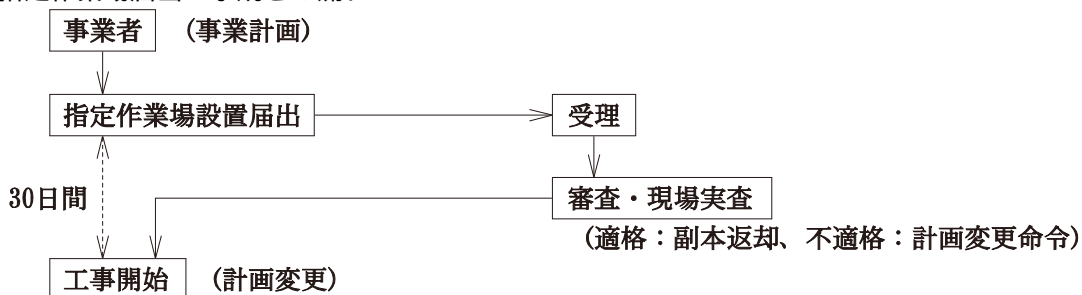 事業者 (事業計画)
指定作業場設置届出
受理
30日間
審査・現場実査
(適格：副本返却、不適格：計画変更命令)
工事開始 (計画変更)